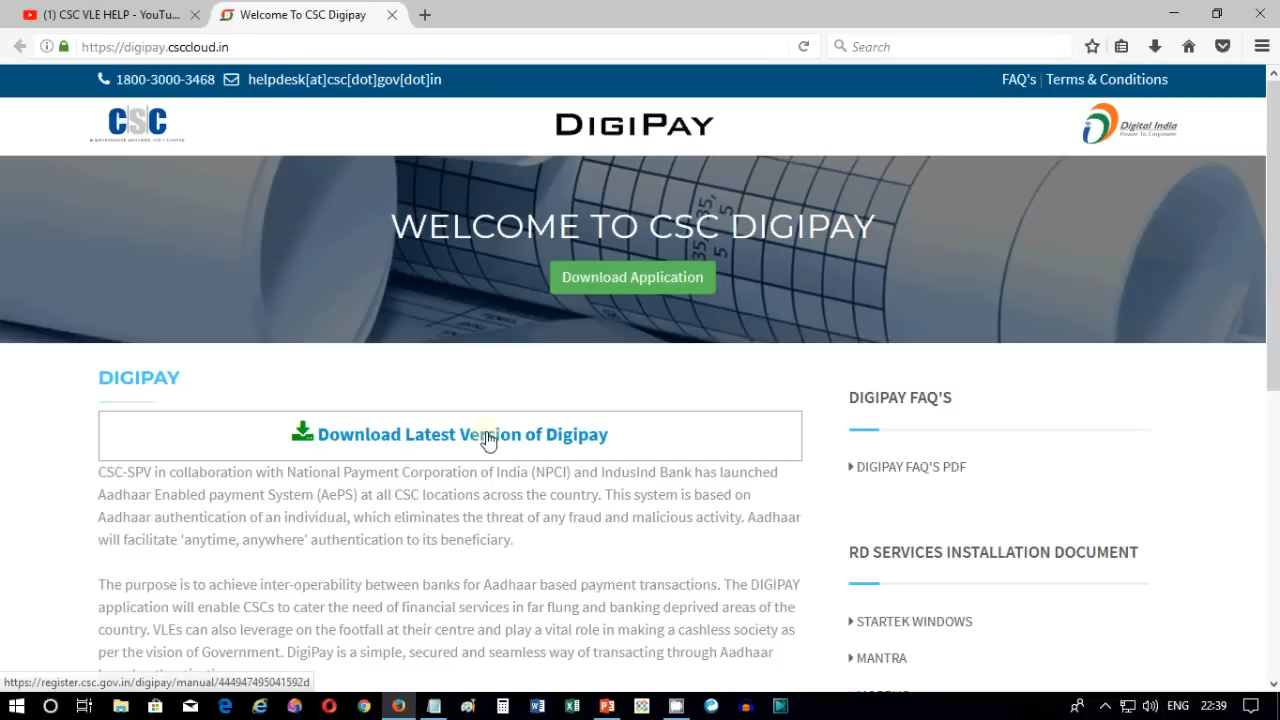 (1) CSC VLE HELP - YouTu...
Welcome To CSC Digipay
https://digipay.csccloud.in
Search
1800-3000-3468
helpdesk[at]csc[dot]gov[dot]in
FAQ's | Terms & Conditions
CSC
DIGIPAY
Digital India
Power To Empower
WELCOME TO CSC DIGIPAY
Download Application
DIGIPAY
Download Latest Version of Digipay
CSC-SPV in collaboration with National Payment Corporation of India (NPCI) and IndusInd Bank has launched
Aadhaar Enabled payment System (AePS) at all CSC locations across the country. This system is based on
Aadhaar authentication of an individual, which eliminates the threat of any fraud and malicious activity. Aadhaar
will facilitate 'anytime, anywhere' authentication to its beneficiary.
The purpose is to achieve inter-operability between banks for Aadhaar based payment transactions. The DIGIPAY
application will enable CSCs to cater the need of financial services in far flung and banking deprived areas of the
country. VLEs can also leverage on the footfall at their centre and play a vital role in making a cashless society as
per the vision of Government. DigiPay is a simple, secured and seamless way of transacting through Aadhaar
DIGIPAY FAQ'S
DIGIPAY FAQ'S PDF
RD SERVICES INSTALLATION DOCUMENT
STARTEK WINDOWS
MANTRA
https://register.csc.gov.in/digipay/manual/444947495041592d
ENG
22:39